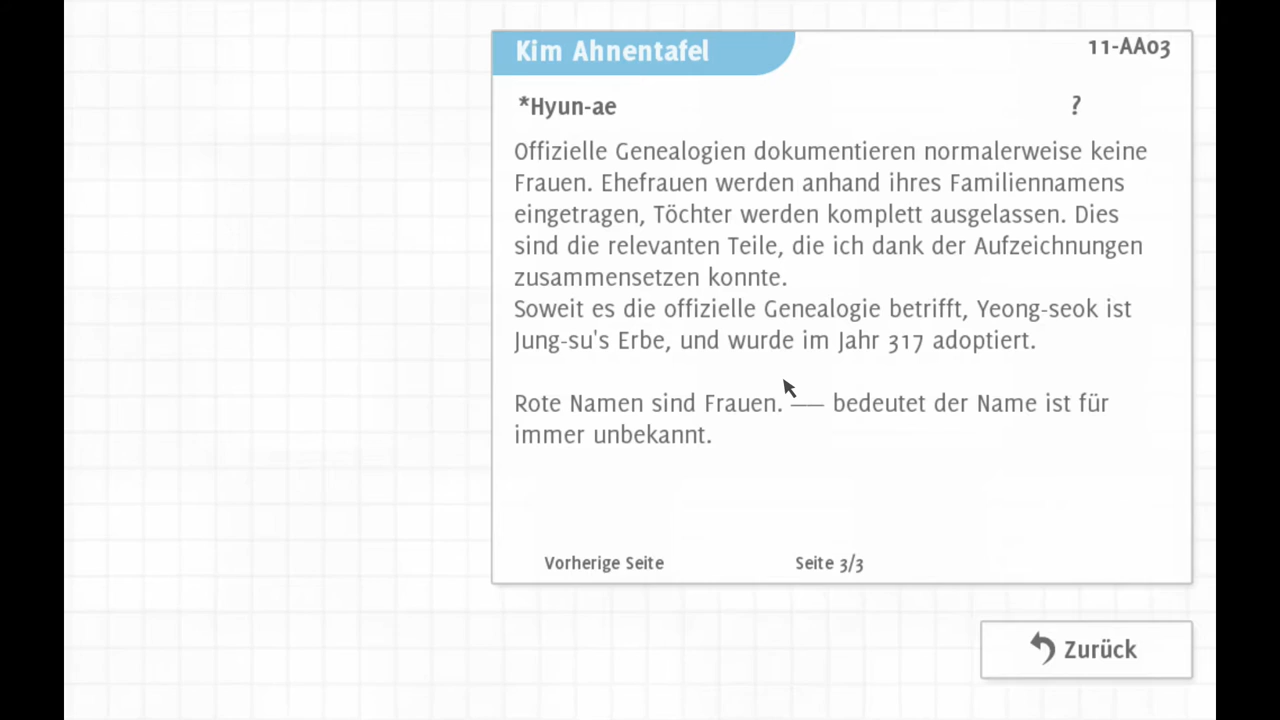 Kim Ahnentafel
11-AA03
*Hyun-ae ?
Offizielle Genealogien dokumentieren normalerweise keine
Frauen. Ehefrauen werden anhand ihres Familiennamens
eingetragen, Töchter werden komplett ausgelassen. Dies
sind die relevanten Teile, die ich dank der Aufzeichnungen
zusammensetzen konnte.
Soweit es die offizielle Genealogie betrifft, Yeong-seok ist
Jung-su's Erbe, und wurde im Jahr 317 adoptiert.
Rote Namen sind Frauen. —— bedeutet der Name ist für
immer unbekannt.
Vorherige Seite Seite 3/3
Zurück